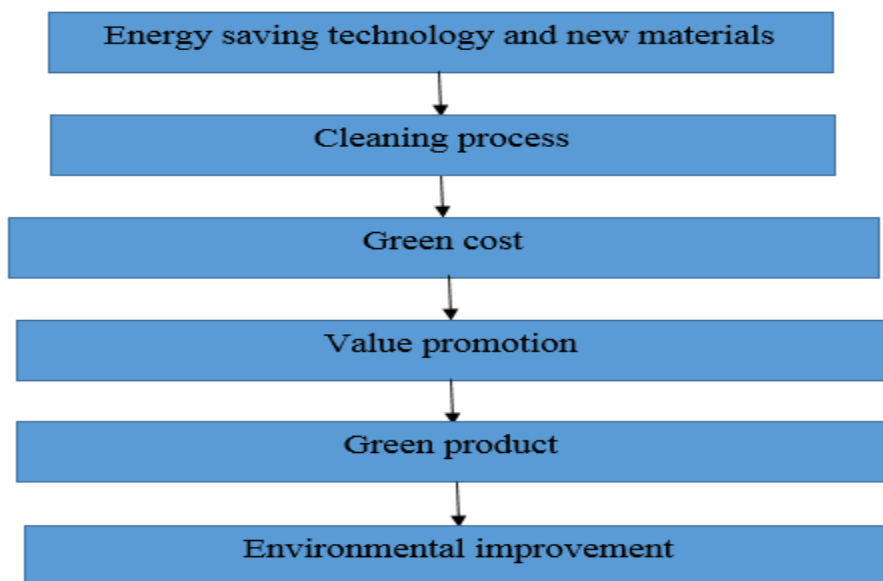 Energy saving technology and new materials
Cleaning process
Green cost
Value promotion
Green product
Environmental improvement